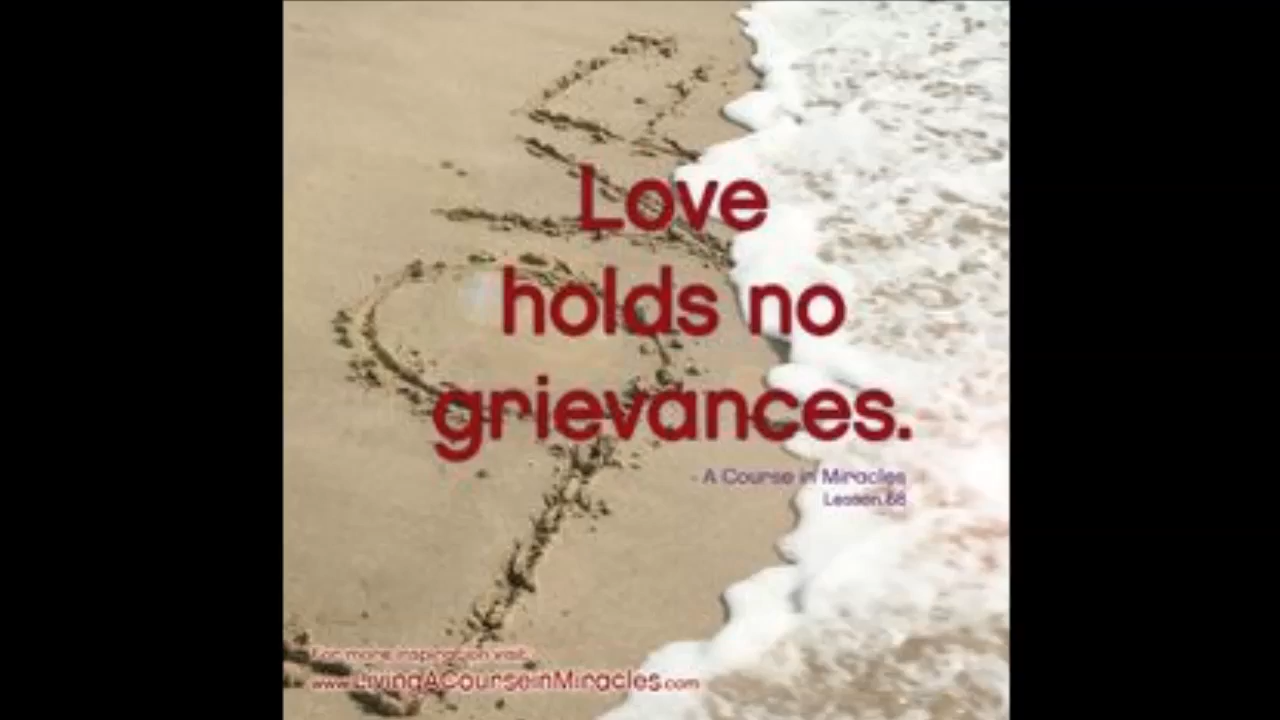 Love
holds no
grievances.
- A Course in Miracles
Lesson 68
For more inspiration visit:
www.LivingACourseinMiracles.com